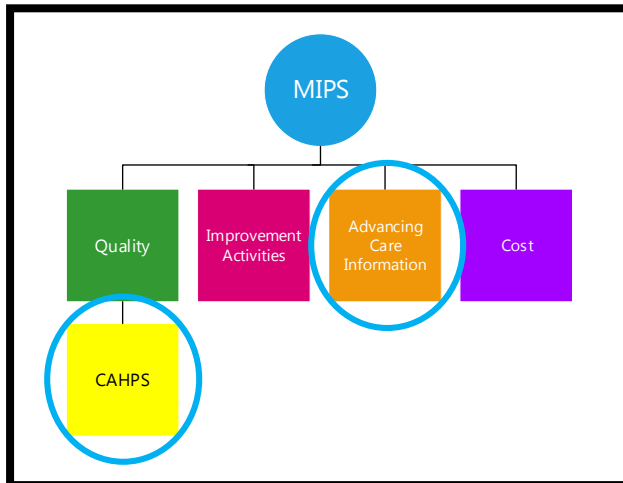 MIPS
Quality
Improvement
Activities
Advancing
Care
Information
Cost
CAHPS